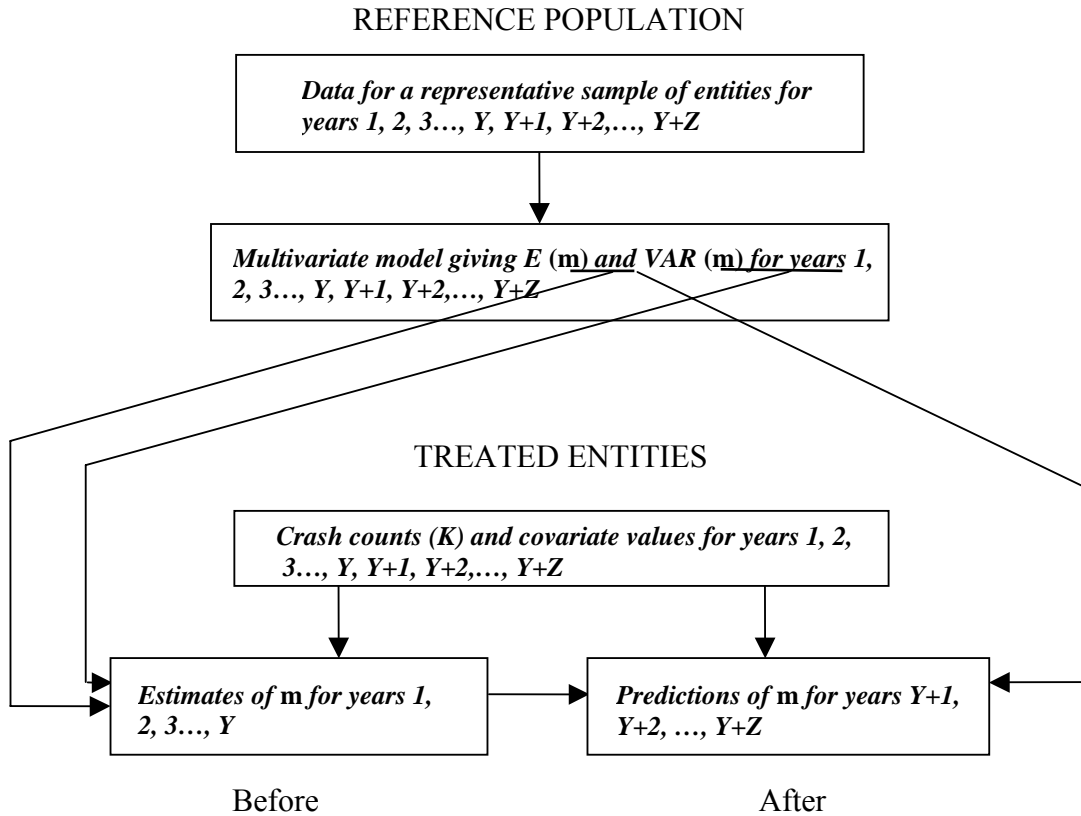 REFERENCE POPULATION
Data for a representative sample of entities for
years 1, 2, 3…, Y, Y+1, Y+2,…, Y+Z
Multivariate model giving E (m) and VAR (m) for years 1,
2, 3…, Y, Y+1, Y+2,…, Y+Z
TREATED ENTITIES
Crash counts (K) and covariate values for years 1, 2,
3…, Y, Y+1, Y+2,…, Y+Z
Estimates of m for years 1,
2, 3…, Y
Predictions of m for years Y+1,
Y+2, …, Y+Z
Before
After